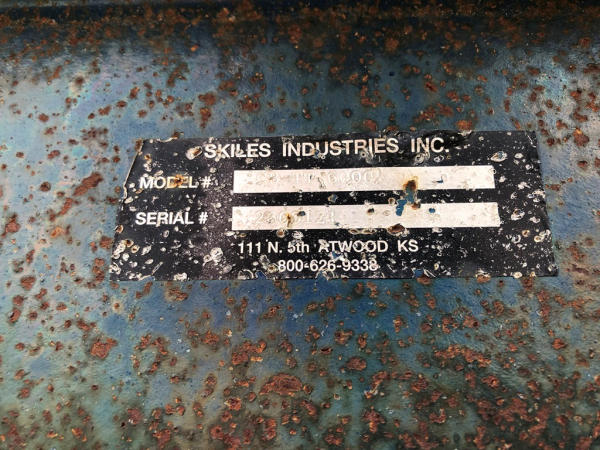 SKILES INDUSTRIES INC.
MODEL #
SERIAL #
111 N. 5th ATWOOD KS
800-626-9338